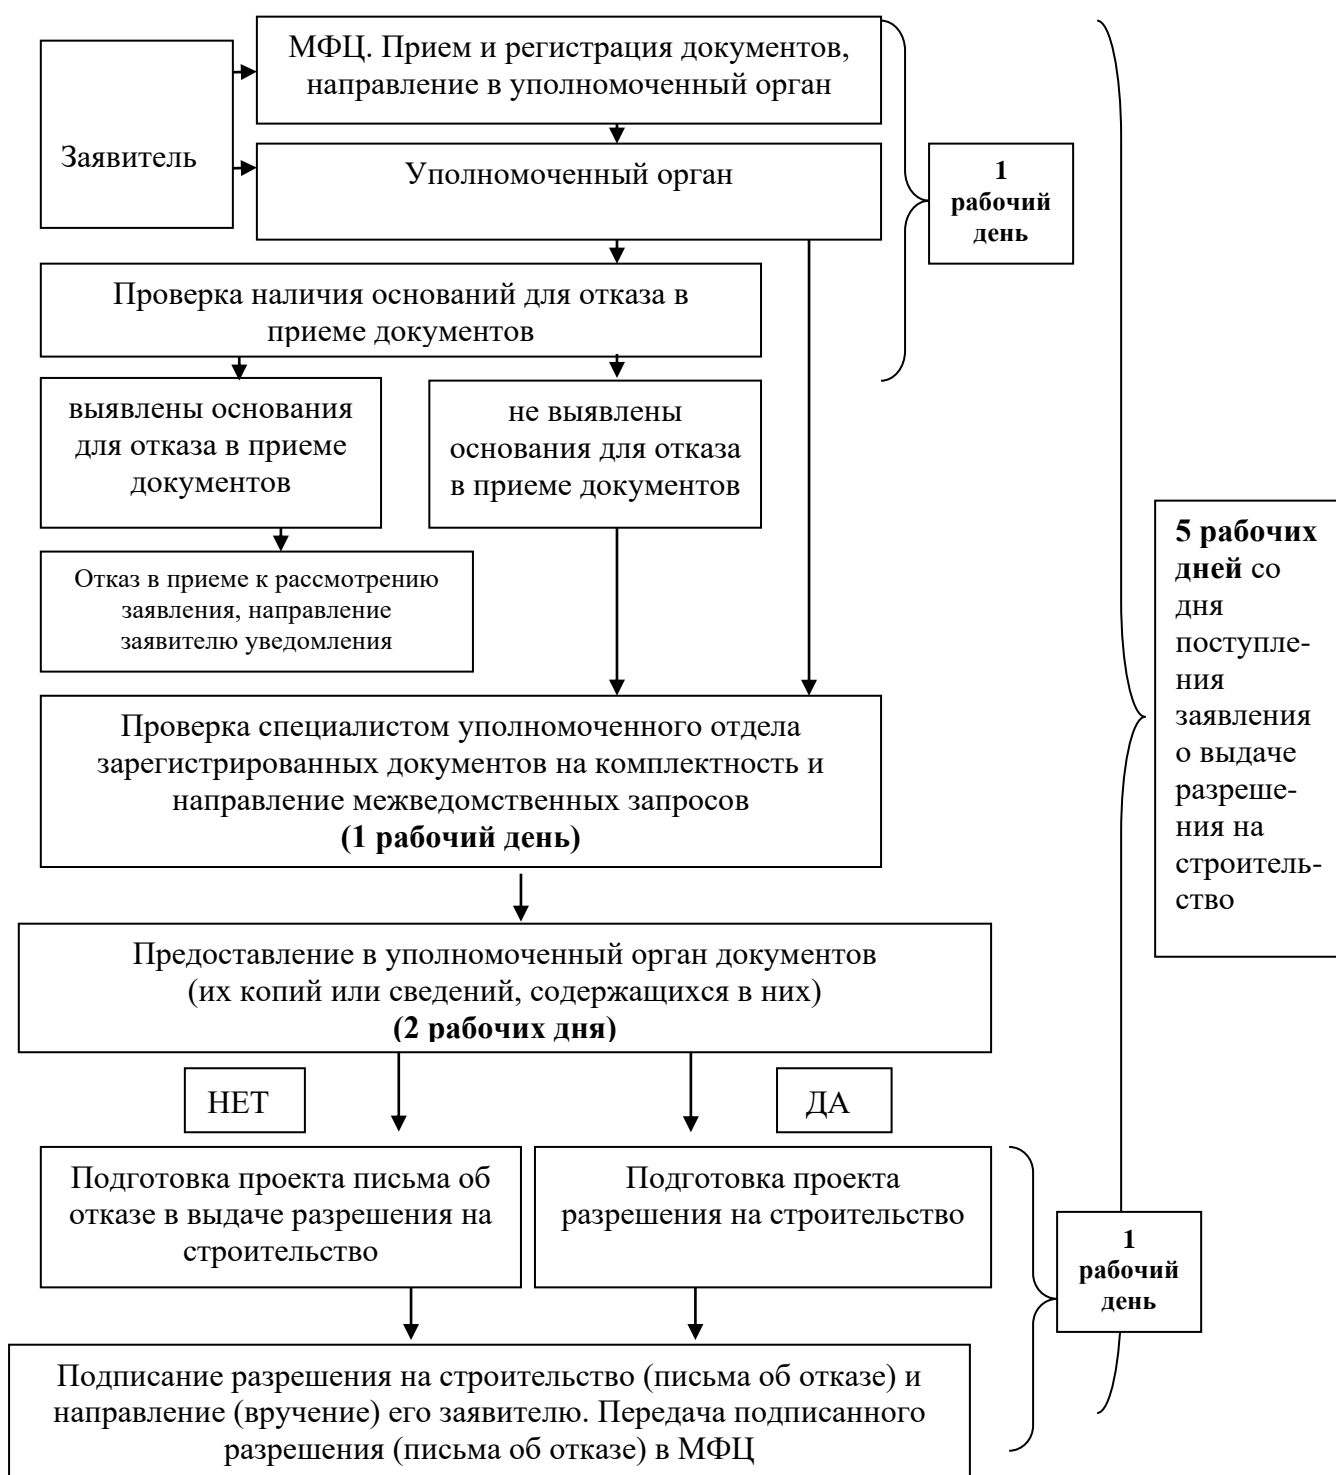 МФЦ. Прием и регистрация документов,
направление в уполномоченный орган
Заявитель
Уполномоченный орган
1
рабочий
день
Проверка наличия оснований для отказа в
приеме документов
выявлены основания
для отказа в приеме
документов
не выявлены
основания для отказа
в приеме документов
Отказ в приеме к рассмотрению
заявления, направление
заявителю уведомления
5 рабочих
дней со
дня
поступле-
ния
заявления
о выдаче
разреше-
ния на
строитель-
ство
Проверка специалистом уполномоченного отдела
зарегистрированных документов на комплектность и
направление межведомственных запросов
(1 рабочий день)
Предоставление в уполномоченный орган документов
(их копий или сведений, содержащихся в них)
(2 рабочих дня)
НЕТ
ДА
Подготовка проекта письма об
отказе в выдаче разрешения на
строительство
Подготовка проекта
разрешения на строительство
1
рабочий
день
Подписание разрешения на строительство (письма об отказе) и
направление (вручение) его заявителю. Передача подписанного
разрешения (письма об отказе) в МФЦ